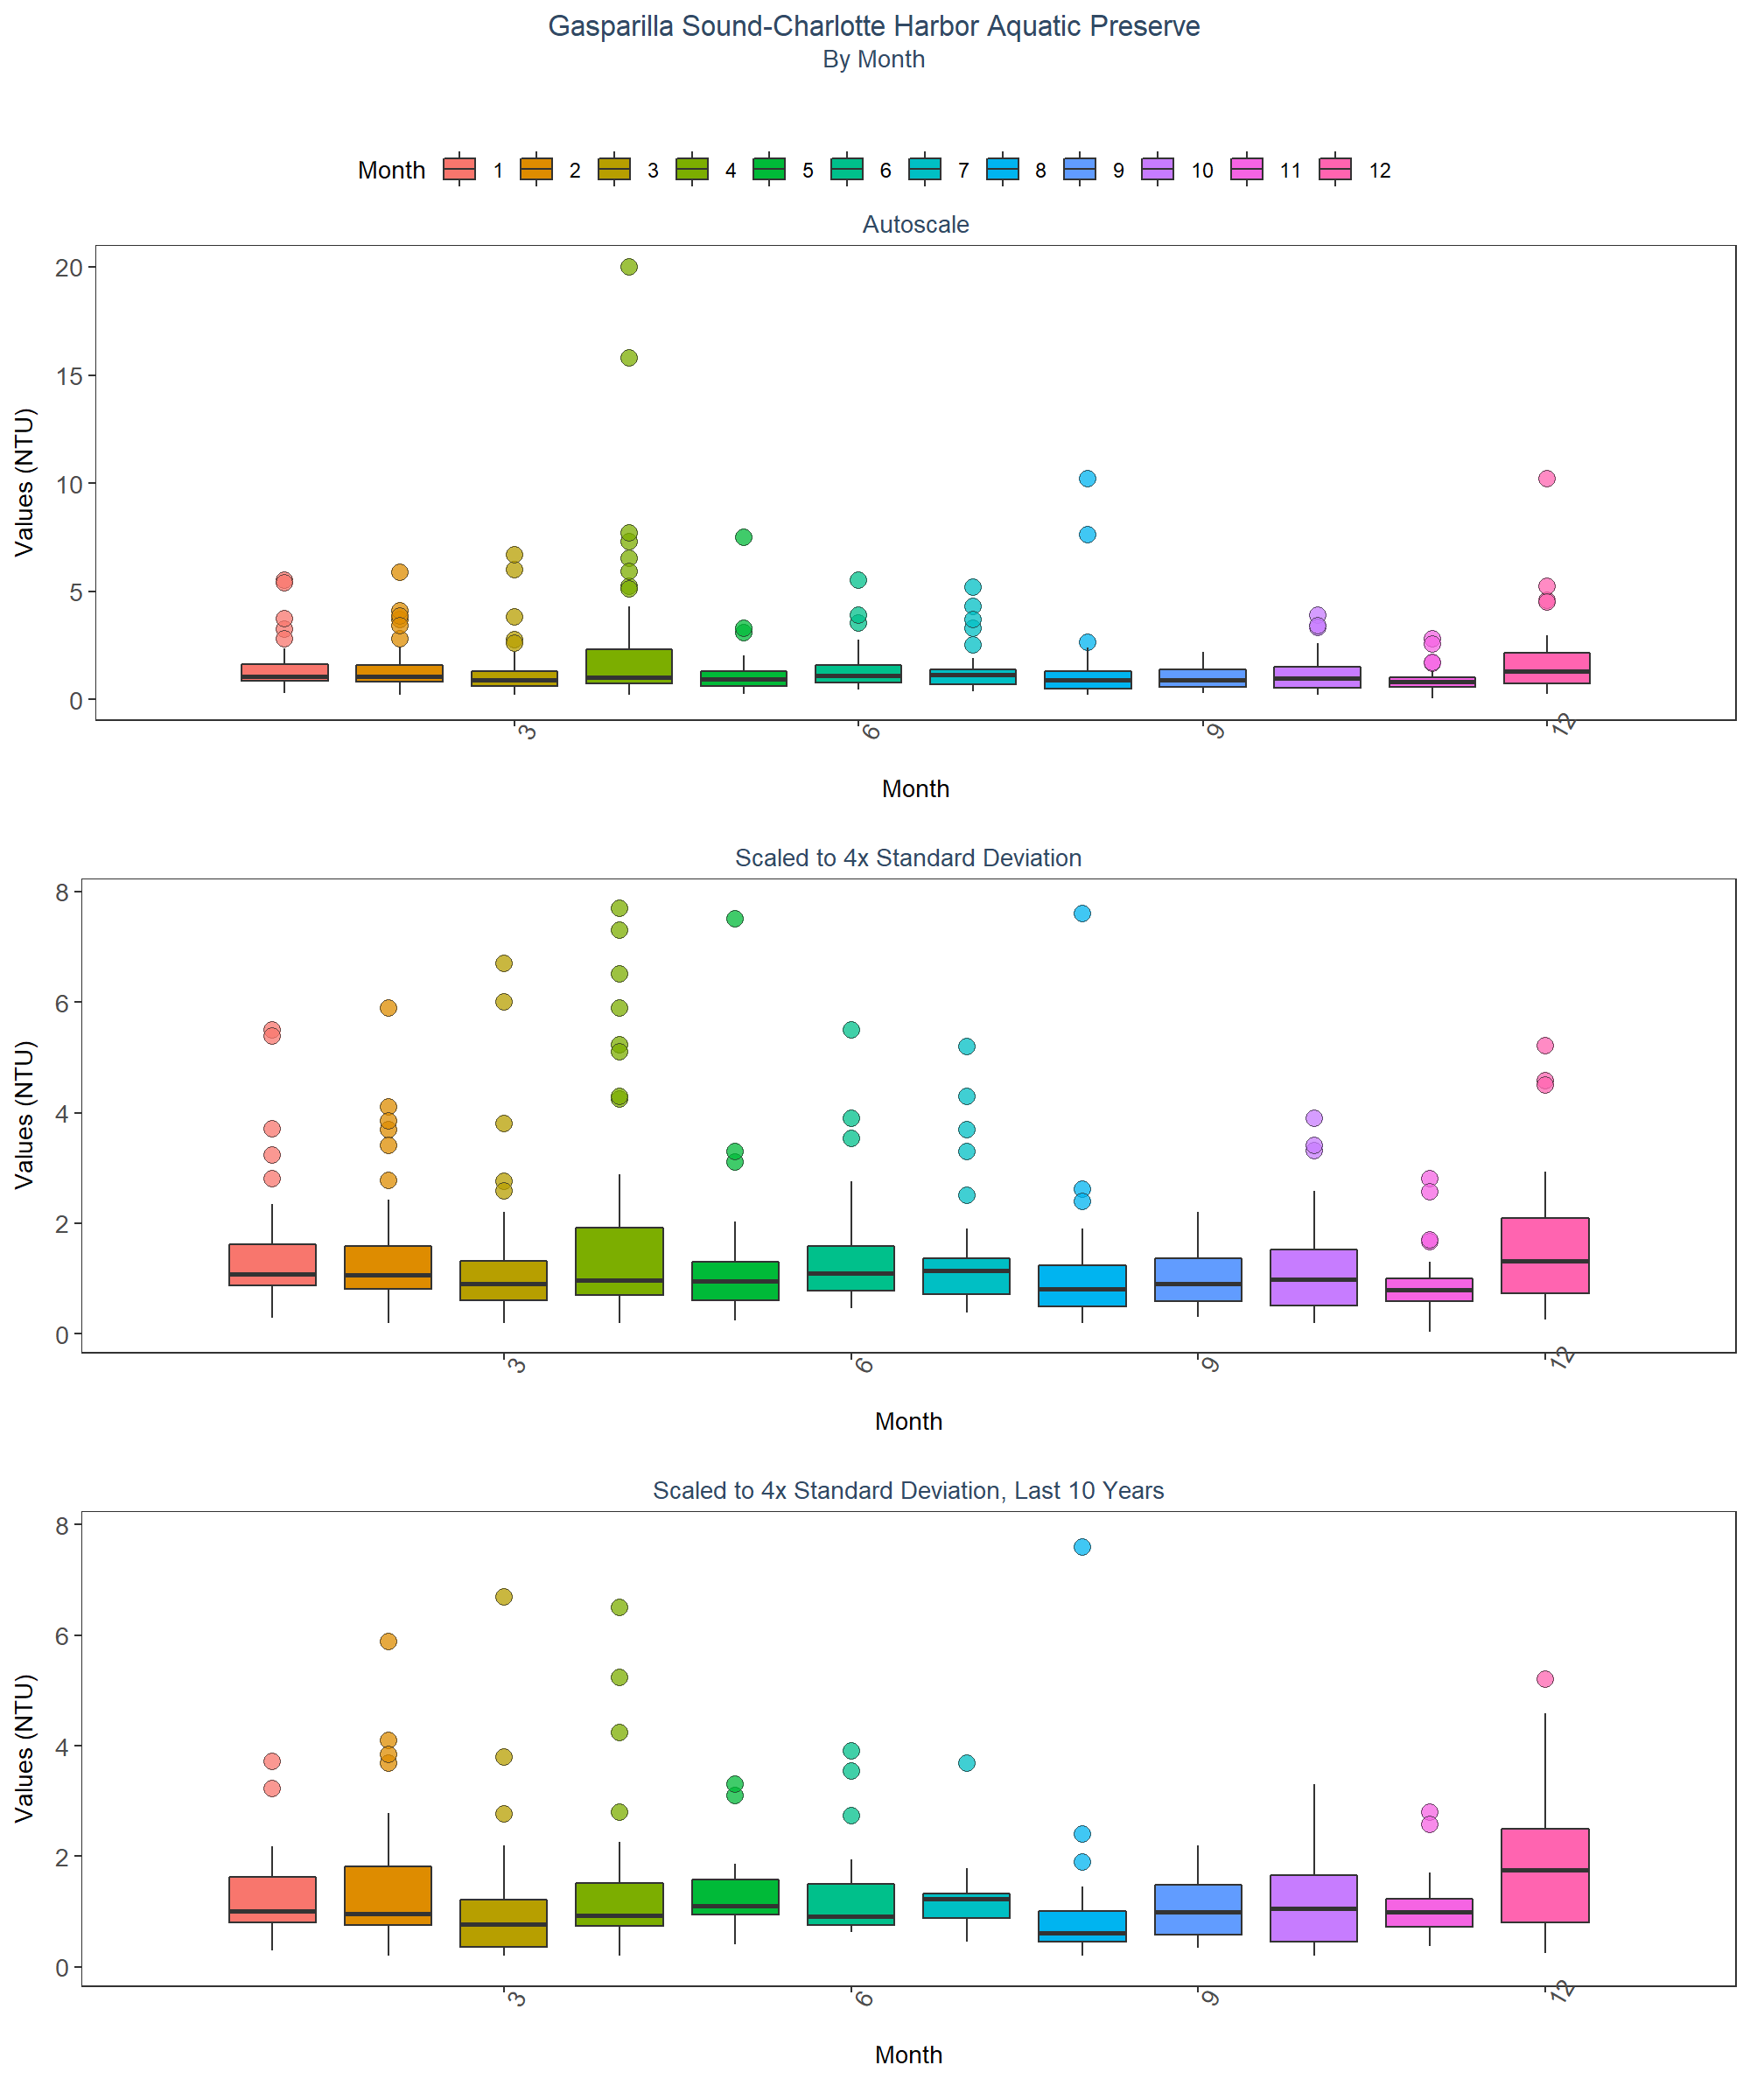 Gasparilla Sound-Charlotte Harbor Aquatic Preserve
By Month
Month 1 2 3 4 5 6 7 8 9 10 11 12
Autoscale
Values (NTU)
20
15
10
5
0
3 6 9 12
Month
Scaled to 4x Standard Deviation
Values (NTU)
8
6
4
2
0
3 6 9 12
Month
Scaled to 4x Standard Deviation, Last 10 Years
Values (NTU)
8
6
4
2
0
3 6 9 12
Month